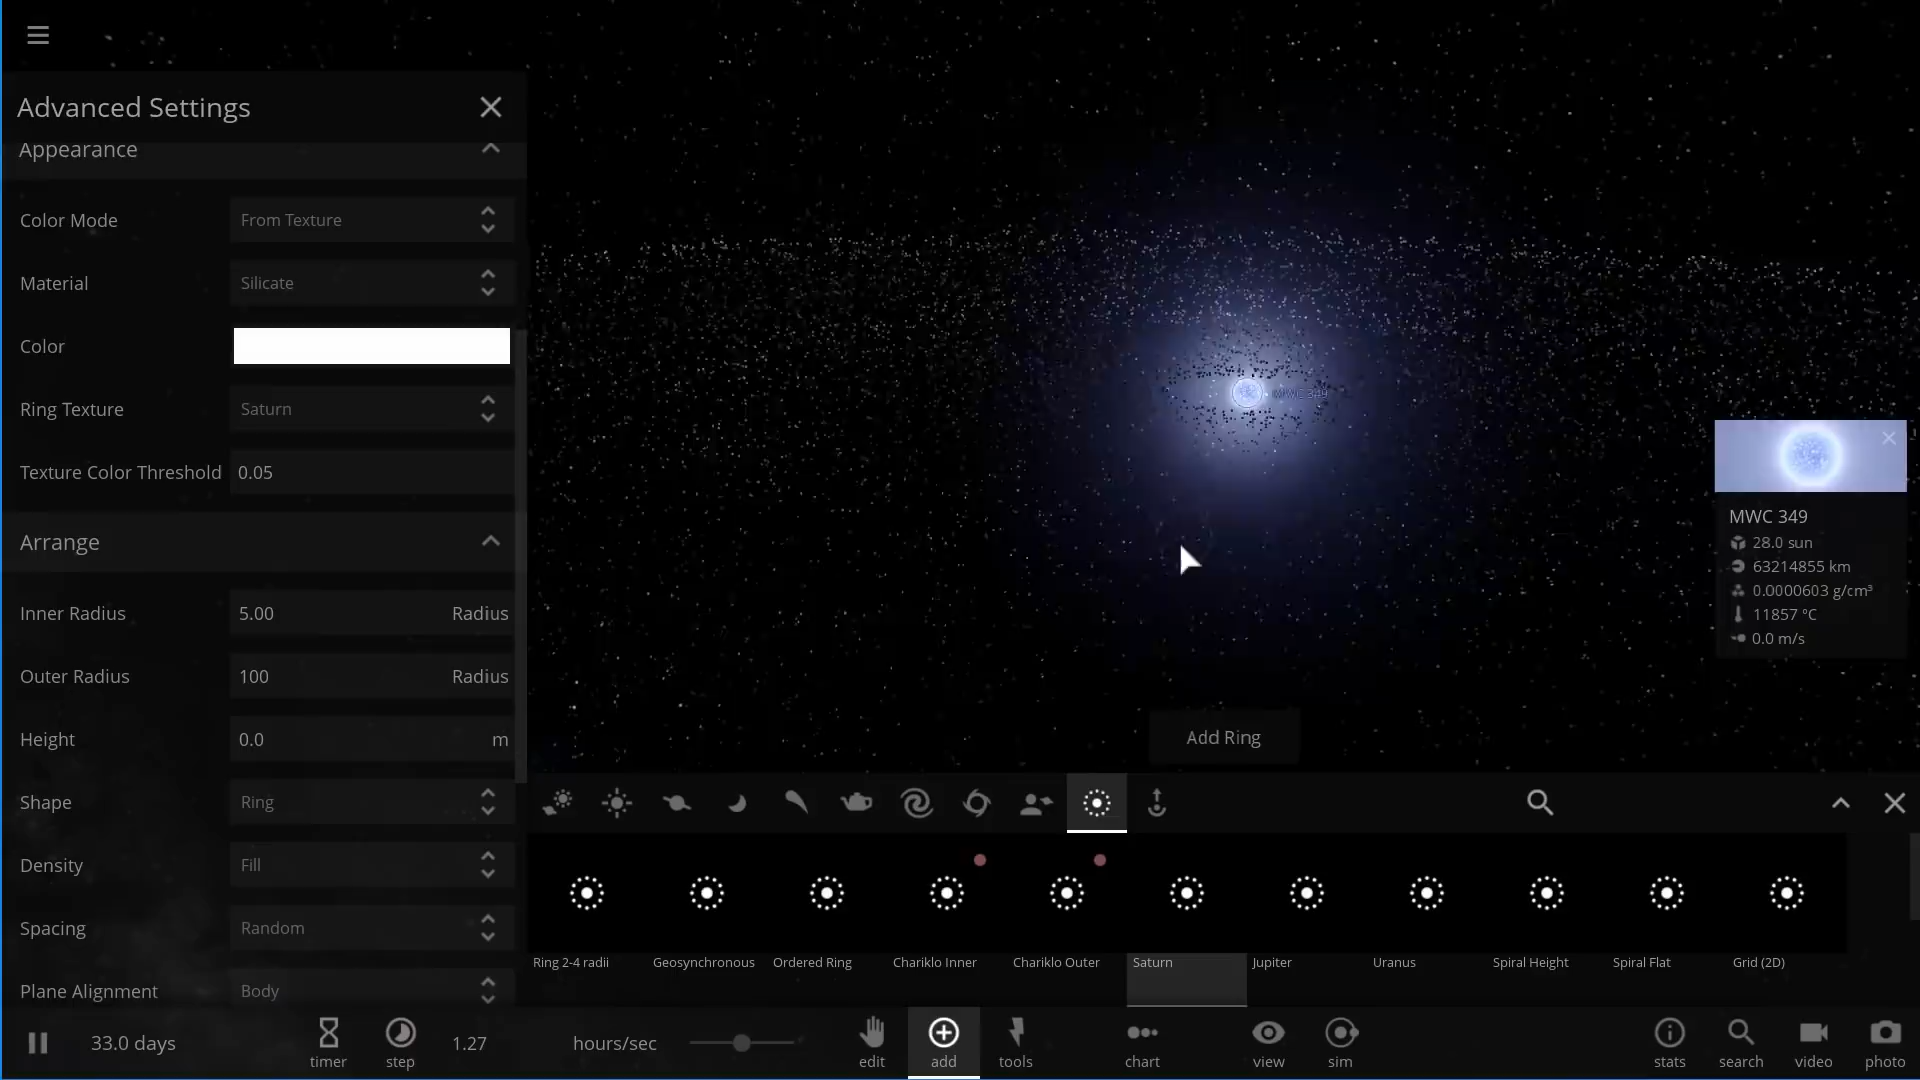 Advanced Settings
Appearance
Color Mode From Texture
Material Silicate
Color
Ring Texture Saturn
Texture Color Threshold 0.05
Arrange
Inner Radius 5.00 Radius
Outer Radius 100 Radius
Height 0.0 m
Shape Ring
Density Fill
Spacing Random
Plane Alignment Body
MWC 349
MWC 349
28.0 sun
63214855 km
0.0000603 g/cm³
11857 °C
0.0 m/s
Add Ring
Ring 2-4 radii Geosynchronous Ordered Ring Chariklo Inner Chariklo Outer Saturn Jupiter Uranus Spiral Height Spiral Flat Grid (2D)
33.0 days timer step 1.27 hours/sec edit add tools chart view sim stats search video photo